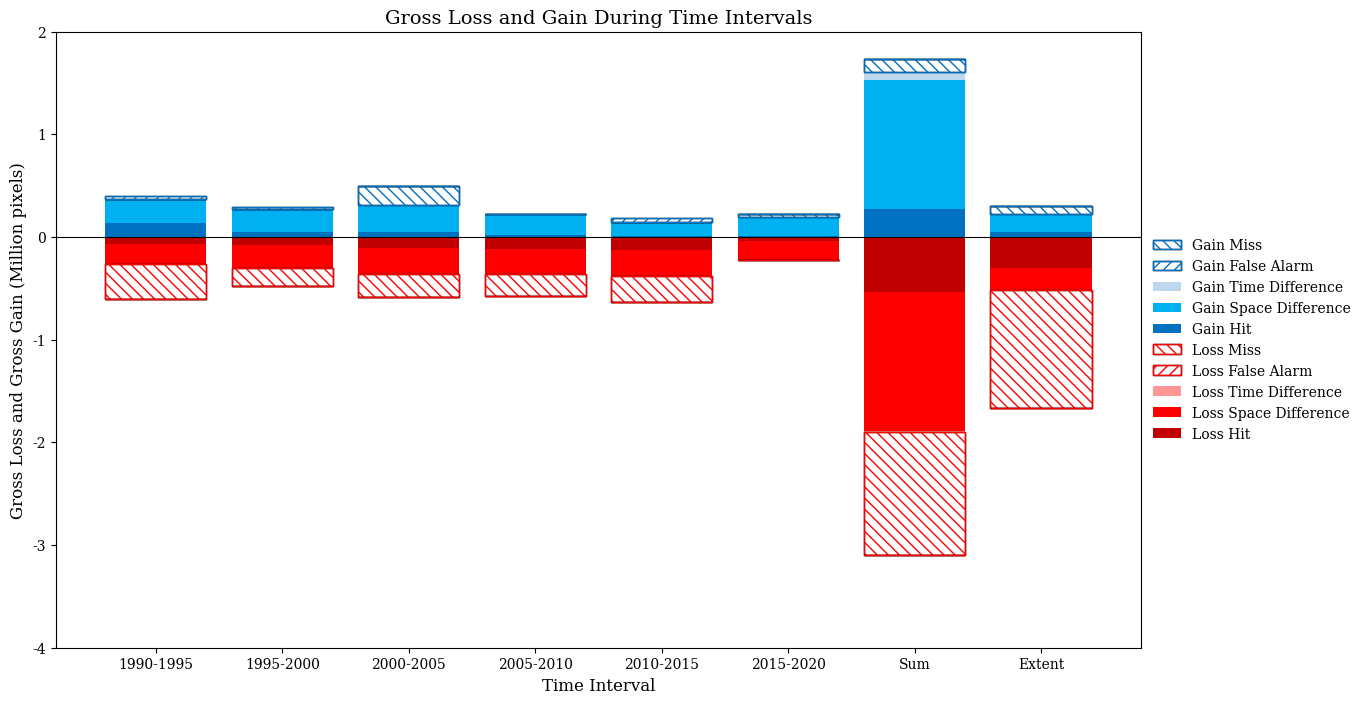 Gross Loss and Gain During Time Intervals
Gross Loss and Gross Gain (Million pixels)
2
1
0
-1
-2
-3
-4
1990-1995
1995-2000
2000-2005
2005-2010
2010-2015
2015-2020
Sum
Extent
Time Interval
Gain Miss
Gain False Alarm
Gain Time Difference
Gain Space Difference
Gain Hit
Loss Miss
Loss False Alarm
Loss Time Difference
Loss Space Difference
Loss Hit